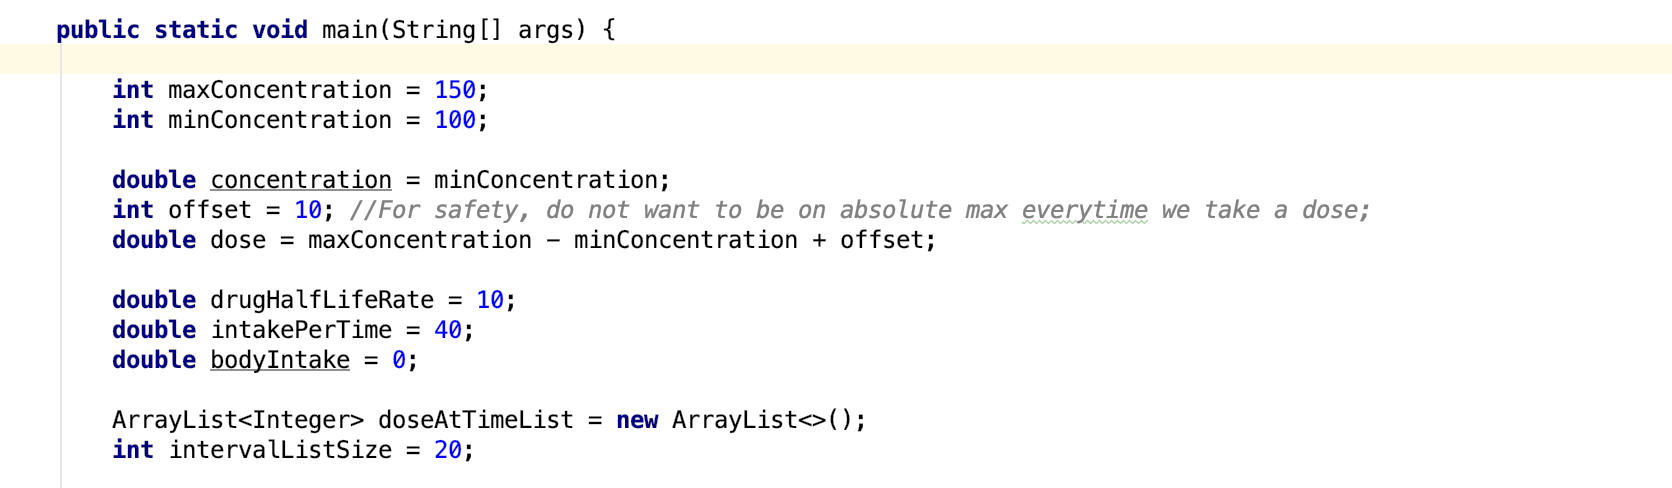 public static void main(String[] args) {
int maxConcentration = 150;
int minConcentration = 100;
double concentration = minConcentration;
int offset = 10; //For safety, do not want to be on absolute max everytime we take a dose;
double dose = maxConcentration - minConcentration + offset;
double drugHalfLifeRate = 10;
double intakePerTime = 40;
double bodyIntake = 0;
ArrayList<Integer> doseAtTimeList = new ArrayList<>();
int intervalListSize = 20;